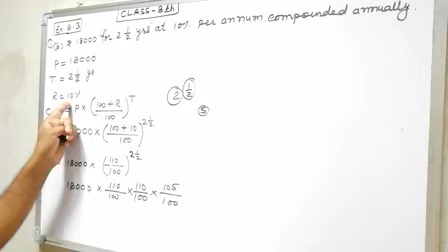 CLASS-8th
Ex 8.3
(b) ₹ 18000 for 2 1/2 yrs at 10% per annum compounded annually.
P = 18000
T = 2 1/2 yrs
R = 10%
P × ((100 + R)/100)^T
2 1/2
5
000 × ((100 + 10)/100)^2 1/2
= 18000 × (110/100)^2 1/2
18000 × 110/100 × 110/100 × 105/100